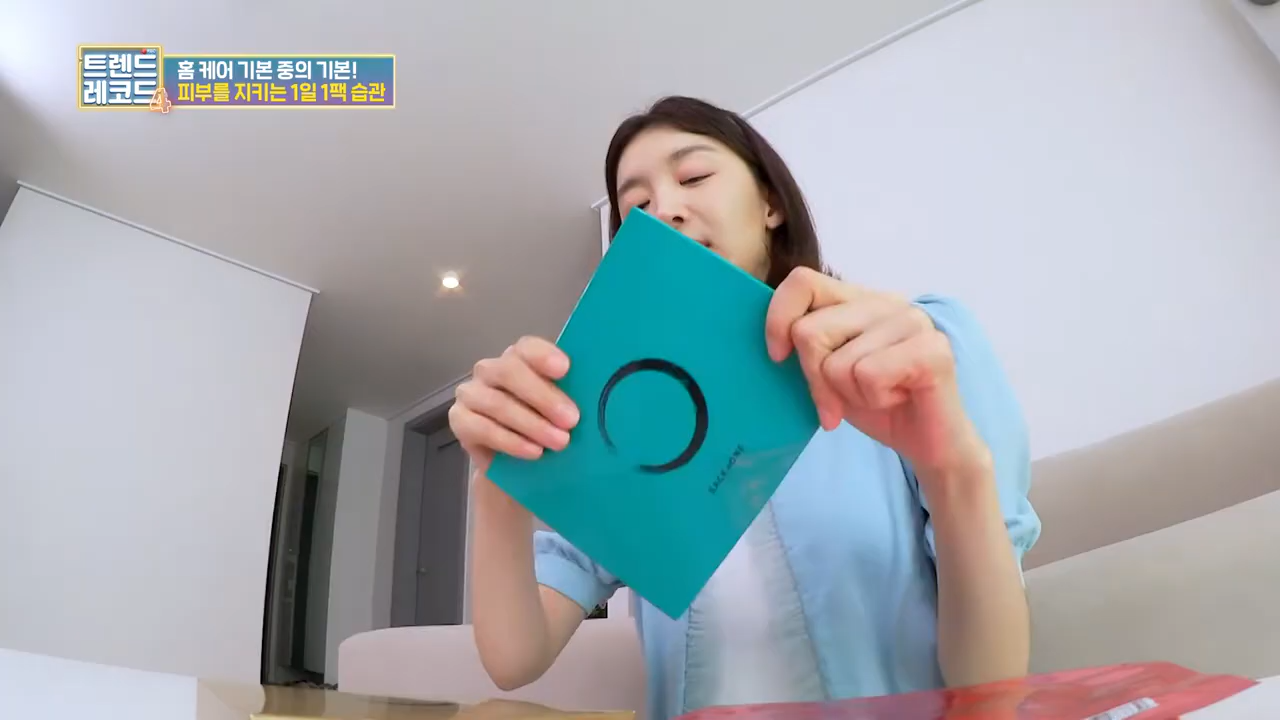 트렌드
레코드4
홈 케어 기본 중의 기본!
피부를 지키는 1일 1팩 습관